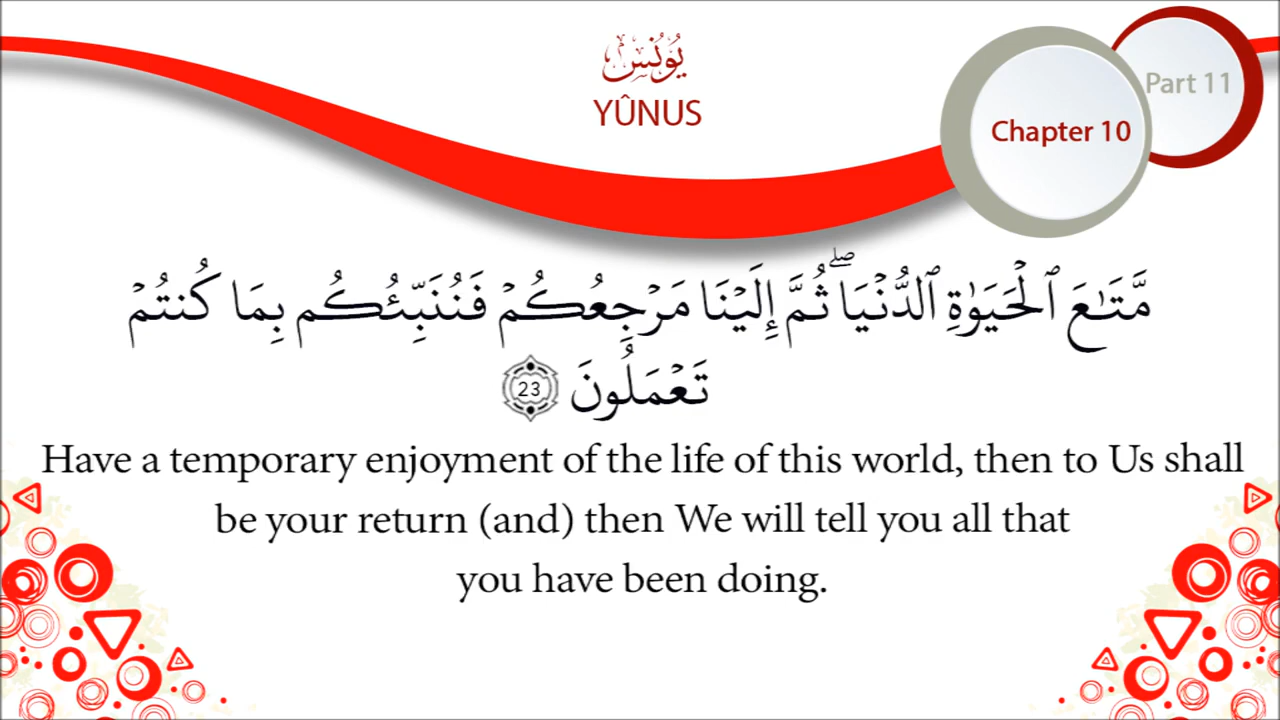 يُونُس
YÛNUS
Part 11
Chapter 10
مَّتَـٰعَ ٱلْحَيَوٰةِ ٱلدُّنْيَا ۖ ثُمَّ إِلَيْنَا مَرْجِعُكُمْ فَنُنَبِّئُكُم بِمَا كُنتُمْ
تَعْمَلُونَ 23
Have a temporary enjoyment of the life of this world, then to Us shall
be your return (and) then We will tell you all that
you have been doing.